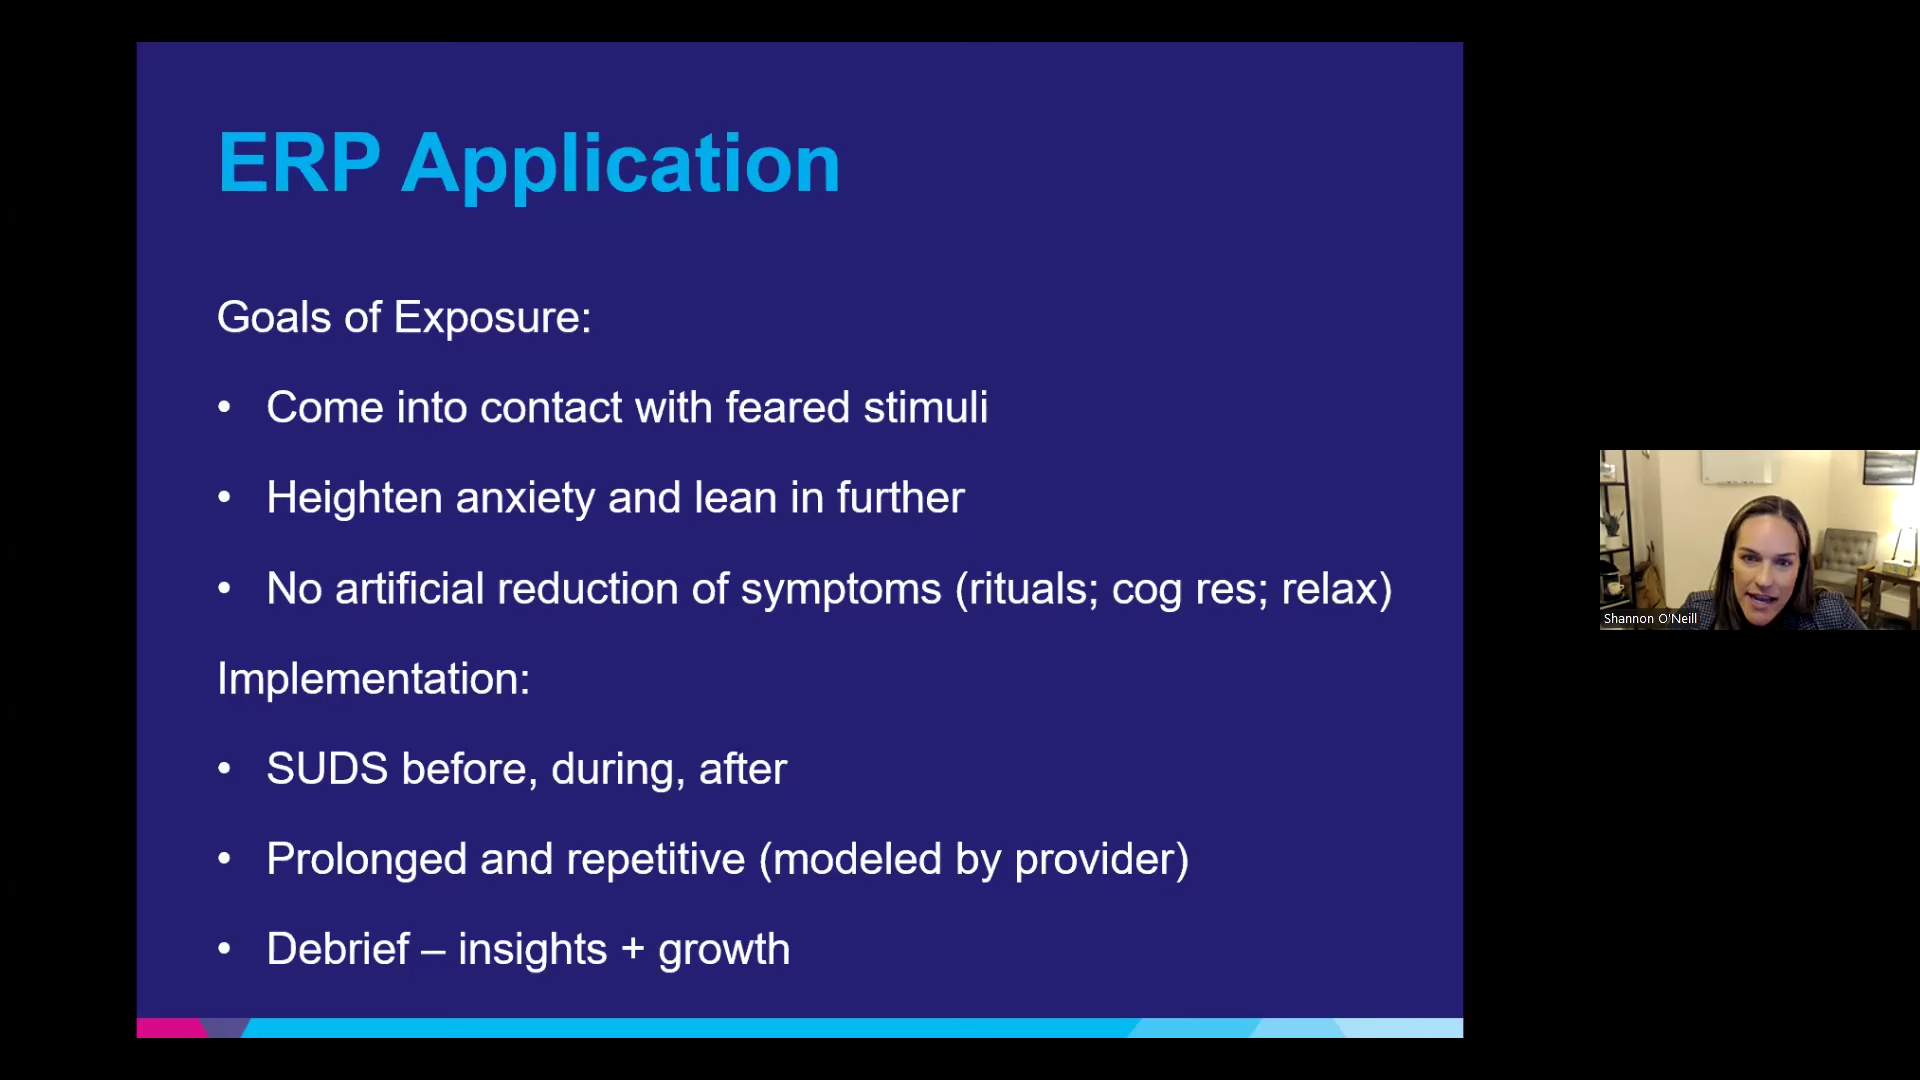 ERP Application
Goals of Exposure:
• Come into contact with feared stimuli
• Heighten anxiety and lean in further
• No artificial reduction of symptoms (rituals; cog res; relax)
Implementation:
• SUDS before, during, after
• Prolonged and repetitive (modeled by provider)
• Debrief – insights + growth
Shannon O'Neill